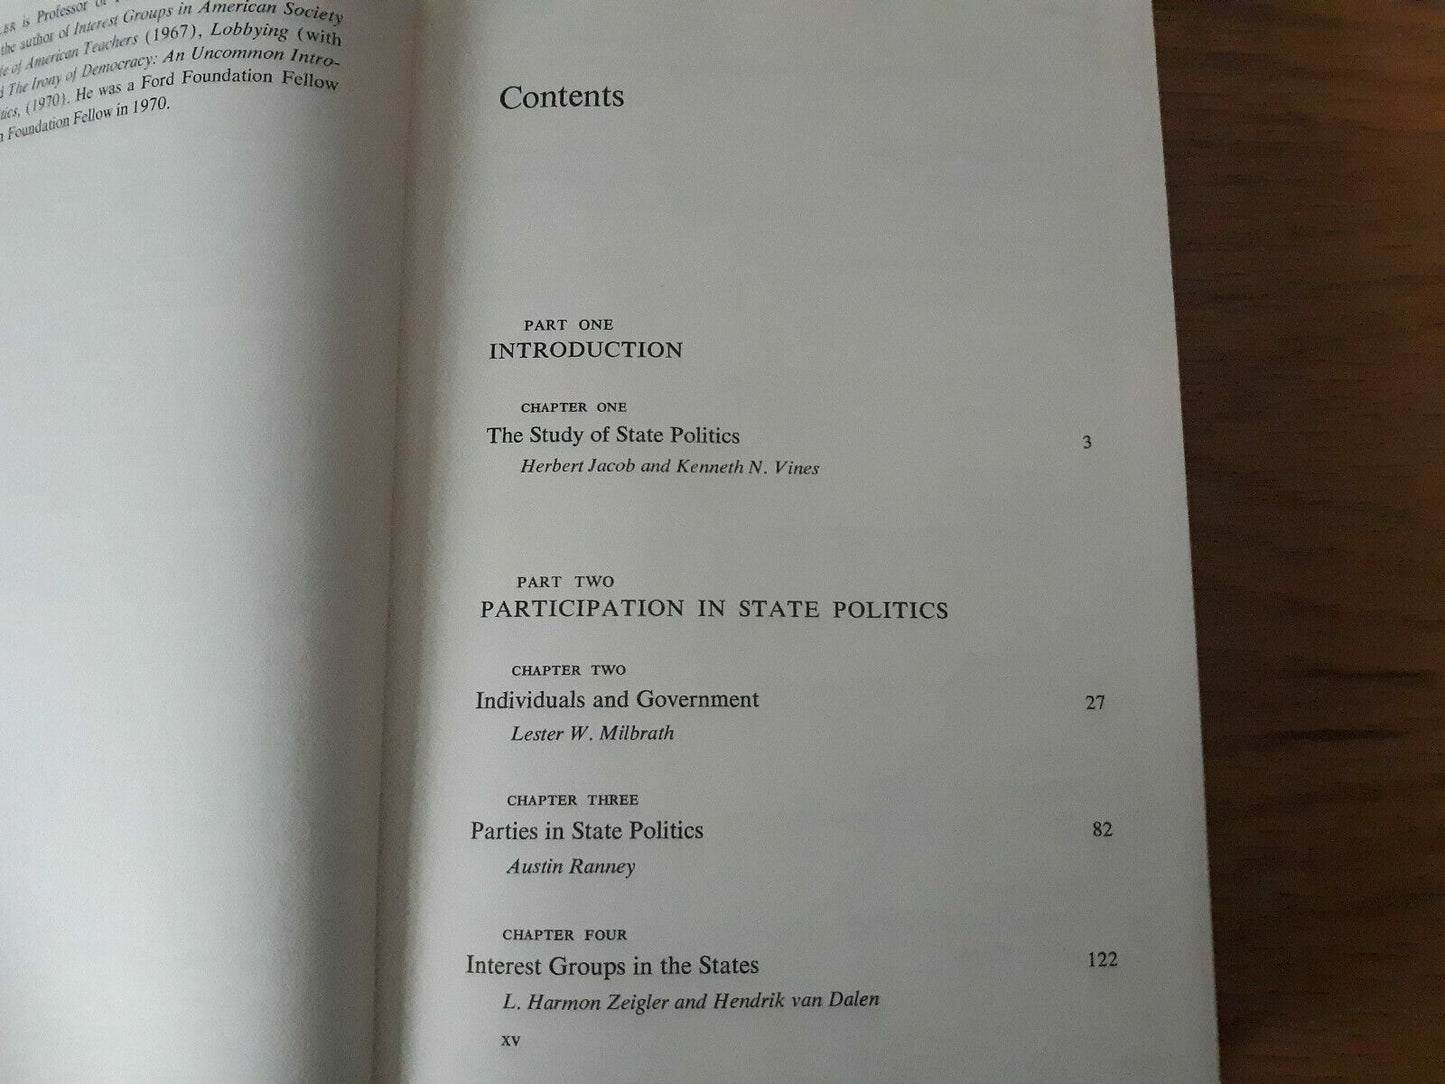 is Professor of
the author of Interest Groups in American Society
of American Teachers (1967), Lobbying (with
The Irony of Democracy: An Uncommon Intro-
(1970). He was a Ford Foundation Fellow
Foundation Fellow in 1970.
Contents
PART ONE
INTRODUCTION
CHAPTER ONE
The Study of State Politics 3
Herbert Jacob and Kenneth N. Vines
PART TWO
PARTICIPATION IN STATE POLITICS
CHAPTER TWO
Individuals and Government 27
Lester W. Milbrath
CHAPTER THREE
Parties in State Politics 82
Austin Ranney
CHAPTER FOUR
Interest Groups in the States 122
L. Harmon Zeigler and Hendrik van Dalen
xv